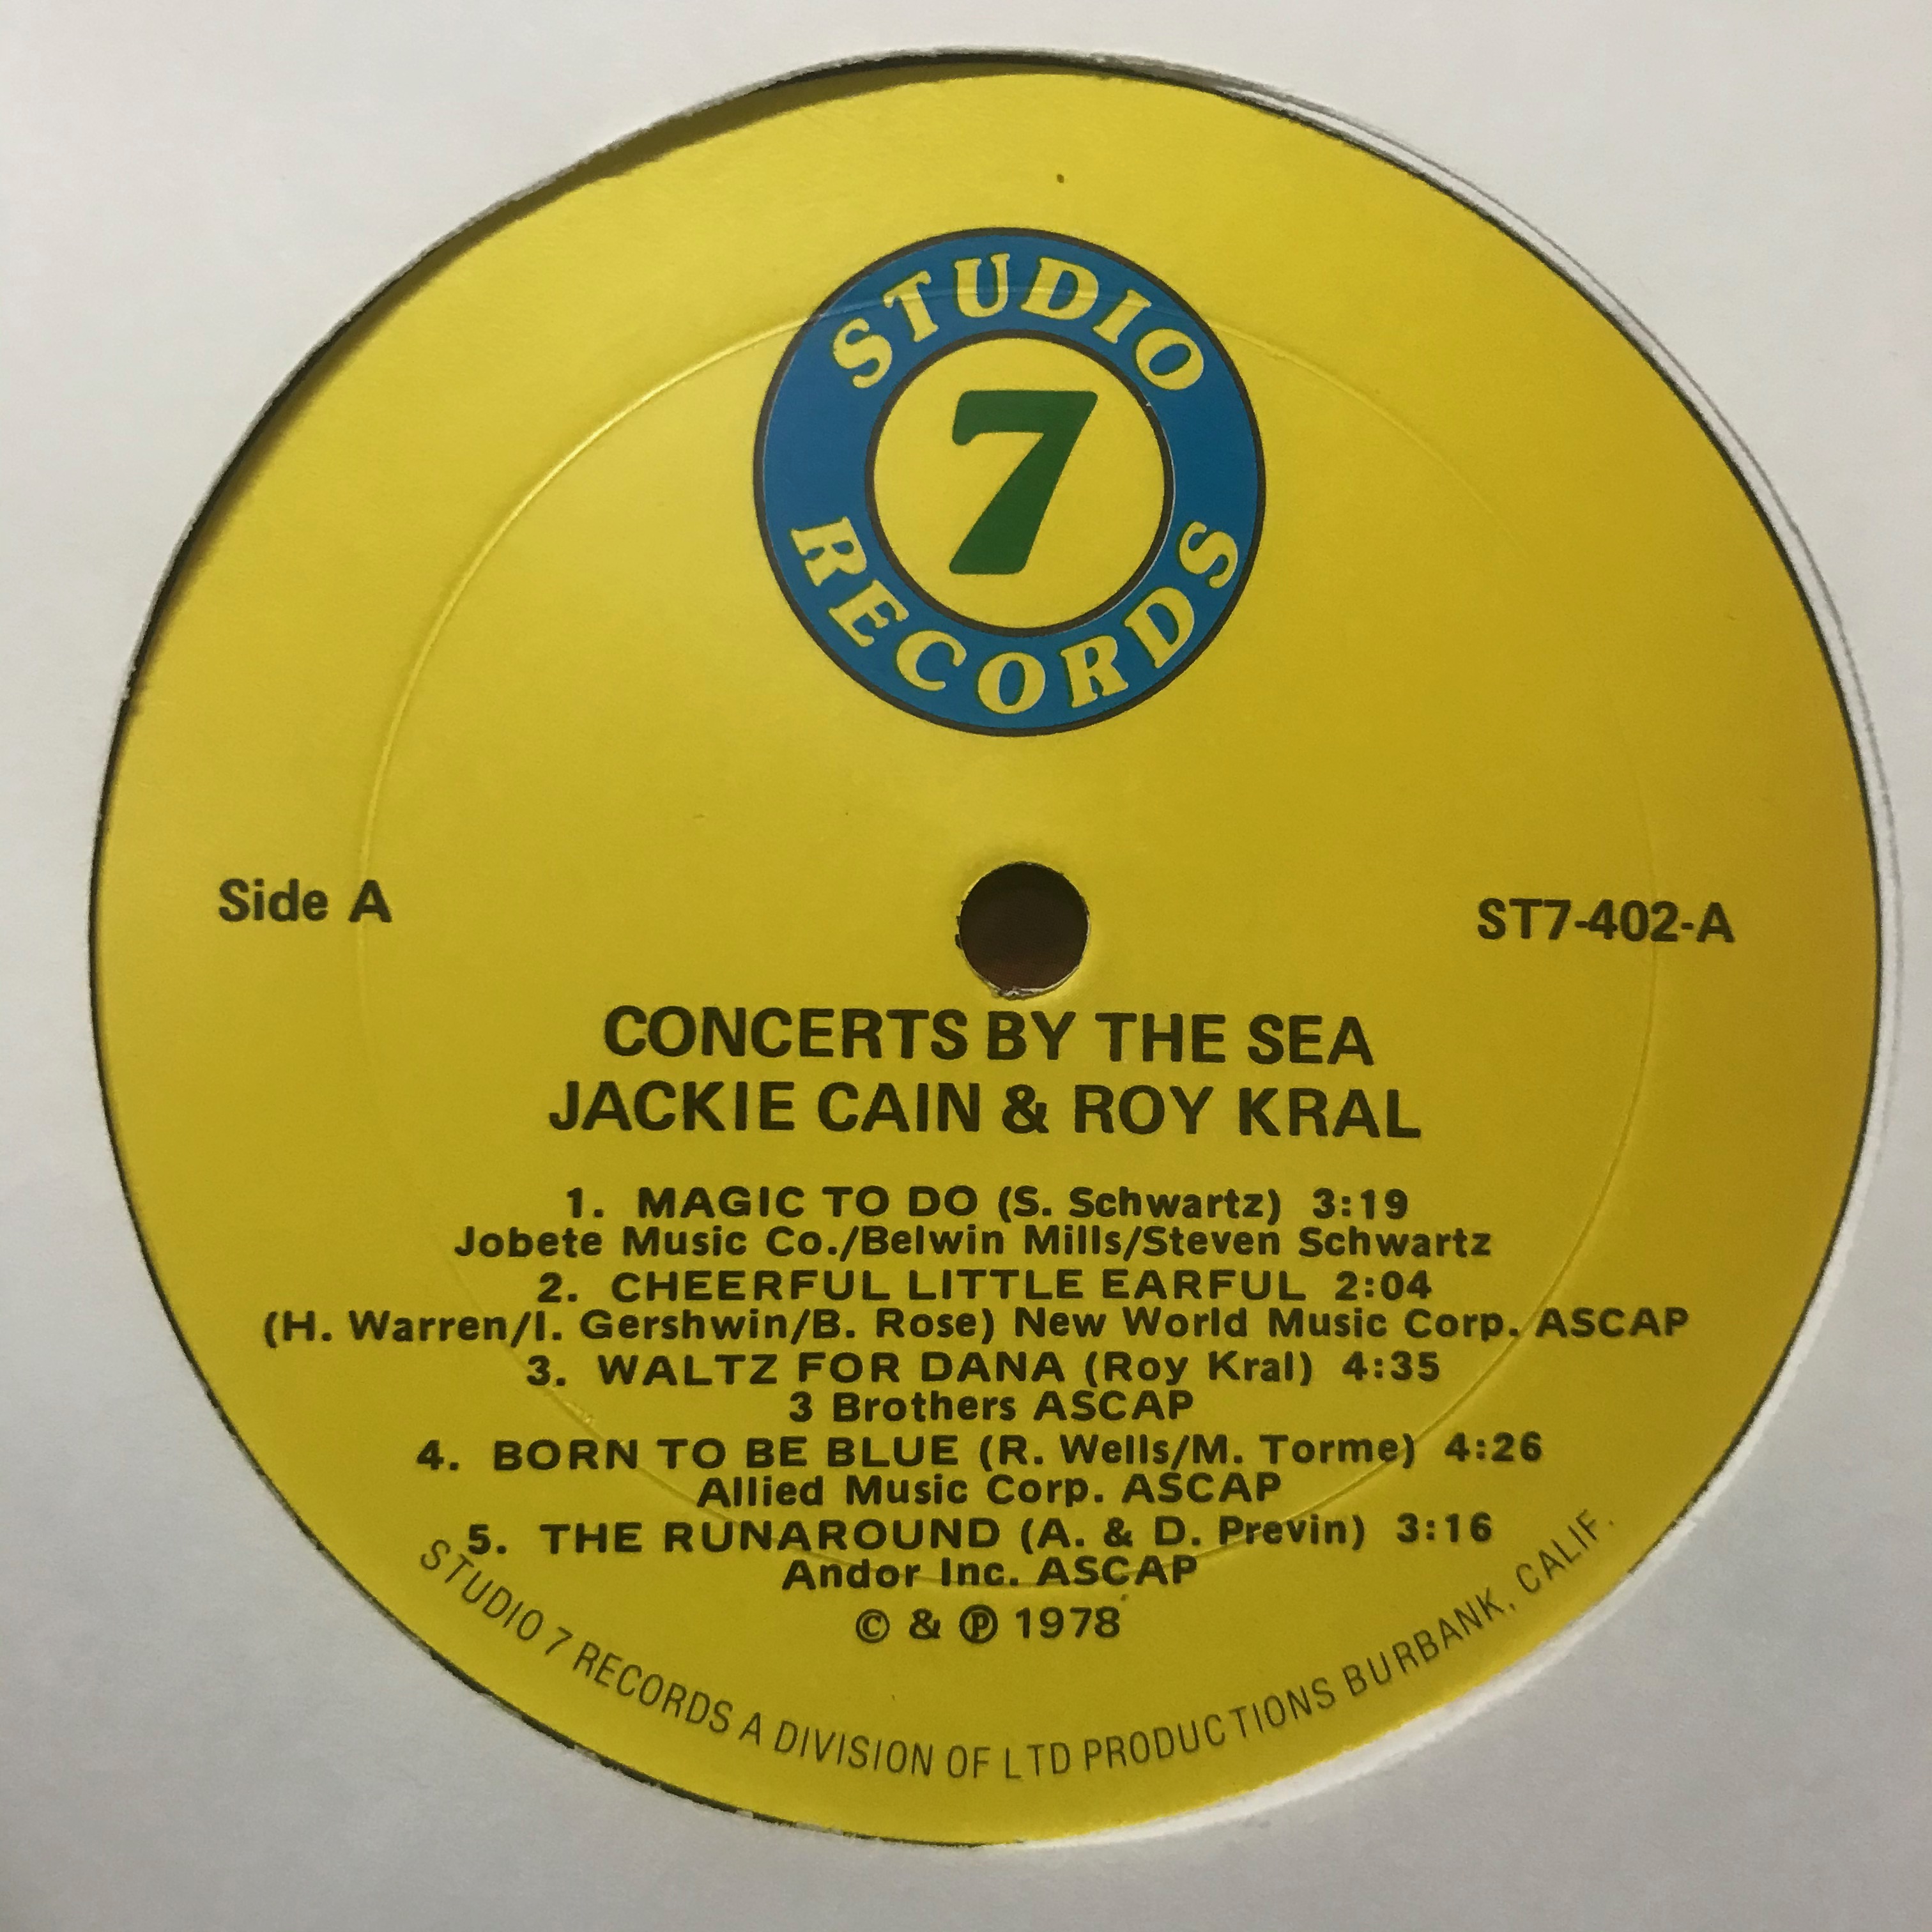 STUDIO
7
RECORDS
Side A
ST7-402-A
CONCERTS BY THE SEA
JACKIE CAIN & ROY KRAL
1. MAGIC TO DO (S. Schwartz) 3:19
Jobete Music Co./Belwin Mills/Steven Schwartz
2. CHEERFUL LITTLE EARFUL 2:04
(H. Warren/I. Gershwin/B. Rose) New World Music Corp. ASCAP
3. WALTZ FOR DANA (Roy Kral) 4:35
3 Brothers ASCAP
4. BORN TO BE BLUE (R. Wells/M. Torme) 4:26
Allied Music Corp. ASCAP
5. THE RUNAROUND (A. & D. Previn) 3:16
Andor Inc. ASCAP
© & ℗ 1978
STUDIO 7 RECORDS A DIVISION OF LTD PRODUCTIONS BURBANK, CALIF.